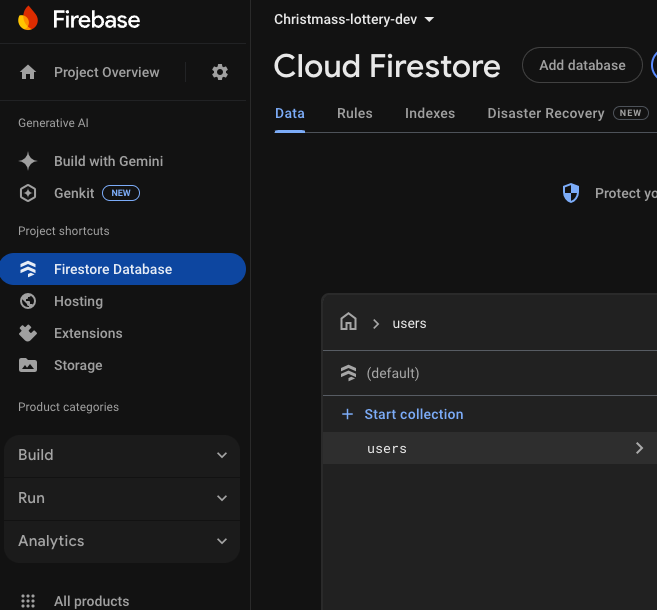 Firebase
Project Overview
Generative AI
Build with Gemini
Genkit NEW
Project shortcuts
Firestore Database
Hosting
Extensions
Storage
Product categories
Build
Run
Analytics
All products
Christmass-lottery-dev
Cloud Firestore
Add database
Data Rules Indexes Disaster Recovery NEW
Protect yo
users
(default)
+ Start collection
users